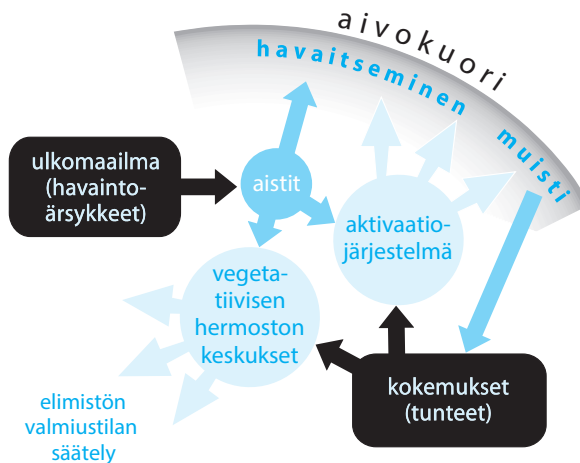 aivokuori
havaitseminen
muisti
ulkomaailma
(havainto-
ärsykkeet)
aistit
aktivaatio-
järjestelmä
vegeta-
tiivisen
hermoston
keskukset
kokemukset
(tunteet)
elimistön
valmiustilan
säätely